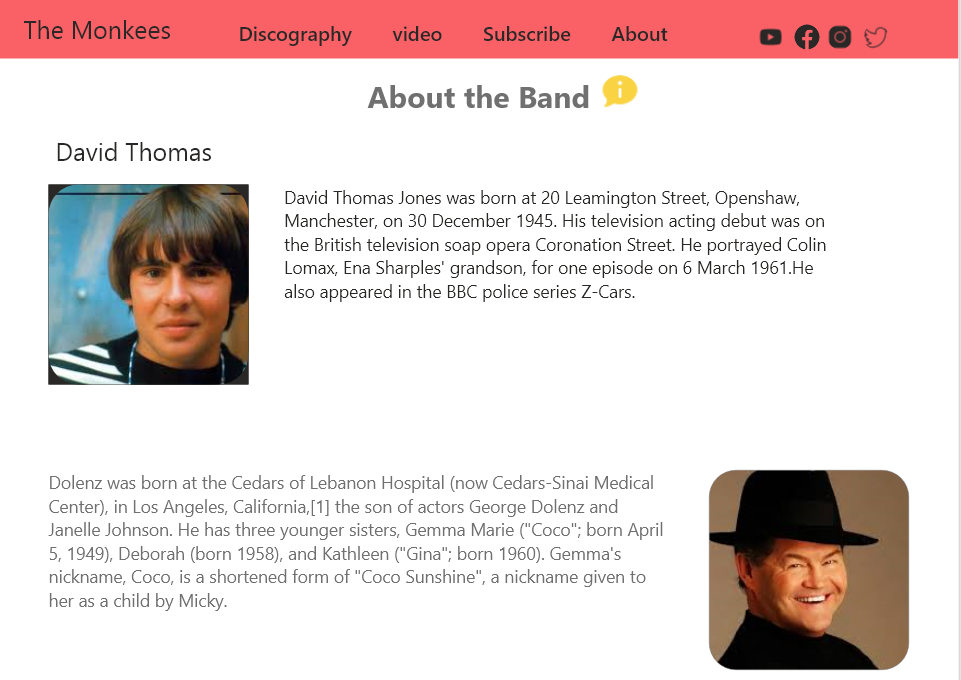 The Monkees
Discography
video
Subscribe
About
About the Band
David Thomas
David Thomas Jones was born at 20 Leamington Street, Openshaw,
Manchester, on 30 December 1945. His television acting debut was on
the British television soap opera Coronation Street. He portrayed Colin
Lomax, Ena Sharples' grandson, for one episode on 6 March 1961.He
also appeared in the BBC police series Z-Cars.
Dolenz was born at the Cedars of Lebanon Hospital (now Cedars-Sinai Medical
Center), in Los Angeles, California,[1] the son of actors George Dolenz and
Janelle Johnson. He has three younger sisters, Gemma Marie ("Coco"; born April
5, 1949), Deborah (born 1958), and Kathleen ("Gina"; born 1960). Gemma's
nickname, Coco, is a shortened form of "Coco Sunshine", a nickname given to
her as a child by Micky.